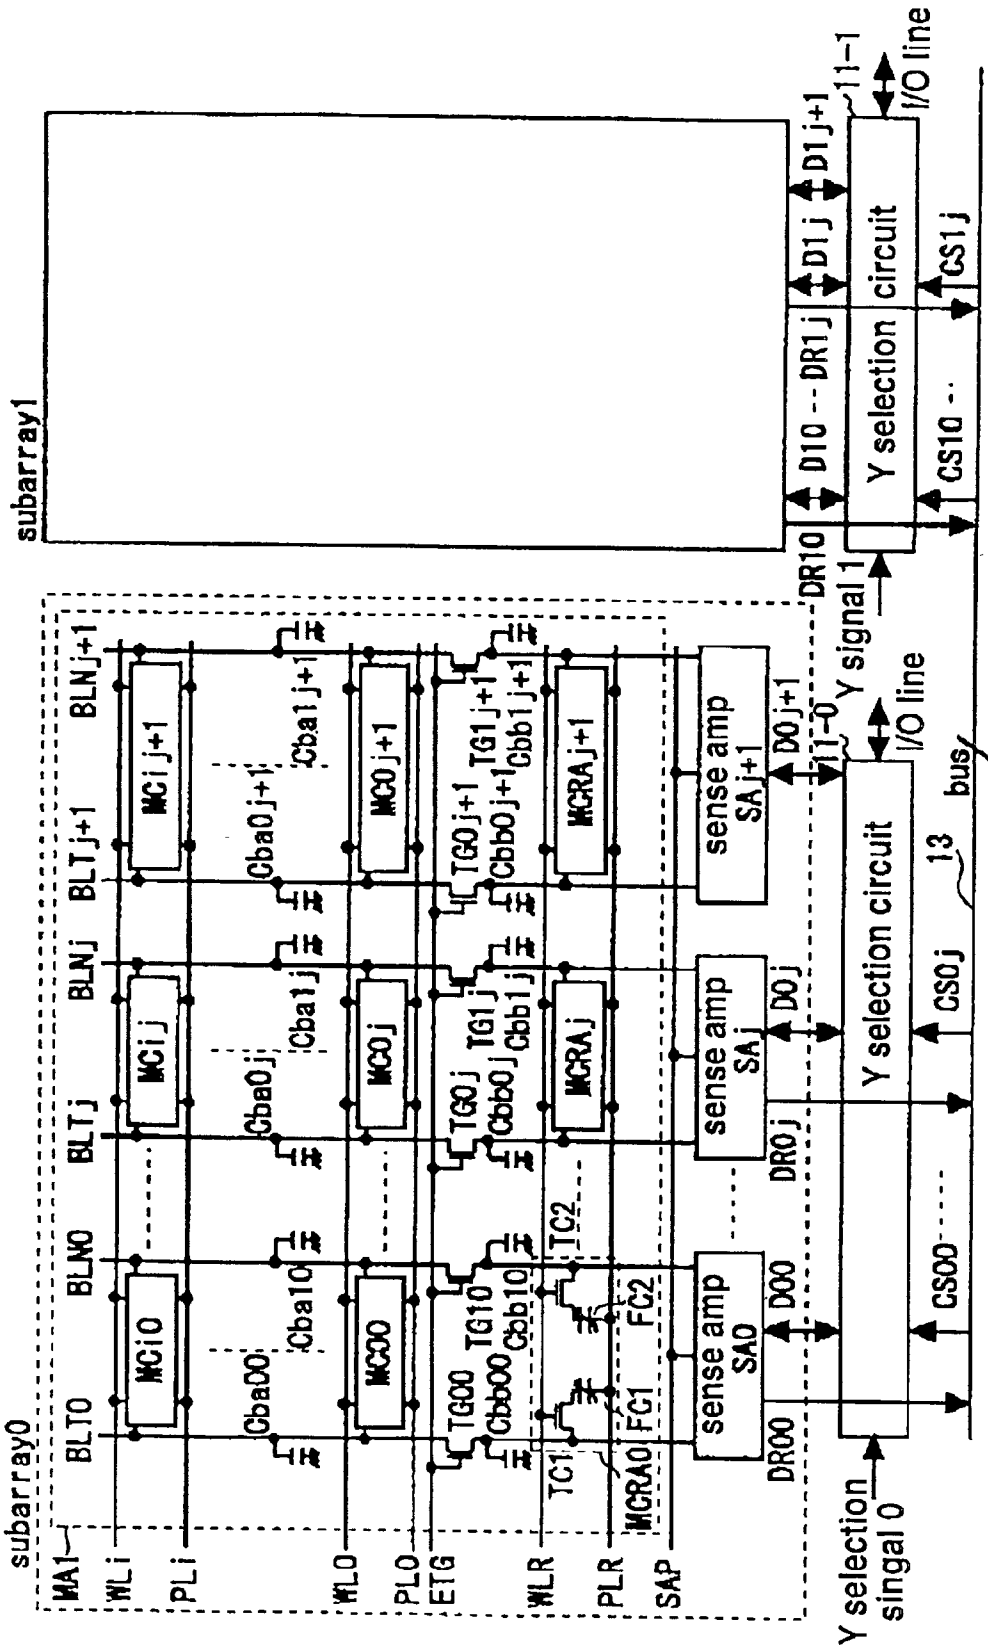 subarray0
subarray1
MA1
BLT0
BLN0
BLTj
BLNj
BLTj+1
BLNj+1
WLi
MCi0
MCij
MCij+1
PLi
Cba00
Cba10
Cba0j
Cba1j
Cba0j+1
Cba1j+1
WL0
MC00
MC0j
MC0j+1
PL0
ETG
TG00
TG10
TG0j
TG1j
TG0j+1
TG1j+1
Cbb00
Cbb10
Cbb0j
Cbb1j
Cbb0j+1
Cbb1j+1
WLR
TC1
TC2
MCRAj
MCRAj+1
PLR
MCRA0
FC1
FC2
SAP
sense amp
SA0
sense amp
SAj
sense amp
SAj+1
DR00
D00
DR0j
D0j
D0j+1
DR10
D10
DR1j
D1j
D1j+1
11-0
11-1
Y selection
singal 0
Y selection circuit
I/O line
Y signal 1
Y selection circuit
I/O line
CS00
CS0j
13
bus
CS10
CS1j